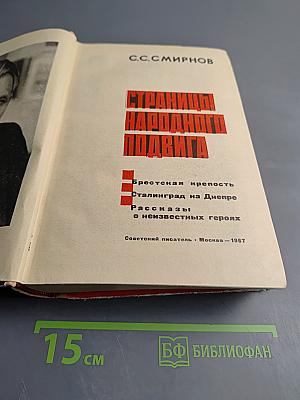 С.С.СМИРНОВ
СТРАНИЦЫ
НАРОДНОГО
ПОДВИГА
Брестская крепость
Сталинград на Днепре
Рассказы
о неизвестных героях
Советский писатель • Москва — 1967
15 см
БФ БИБЛИОФАН